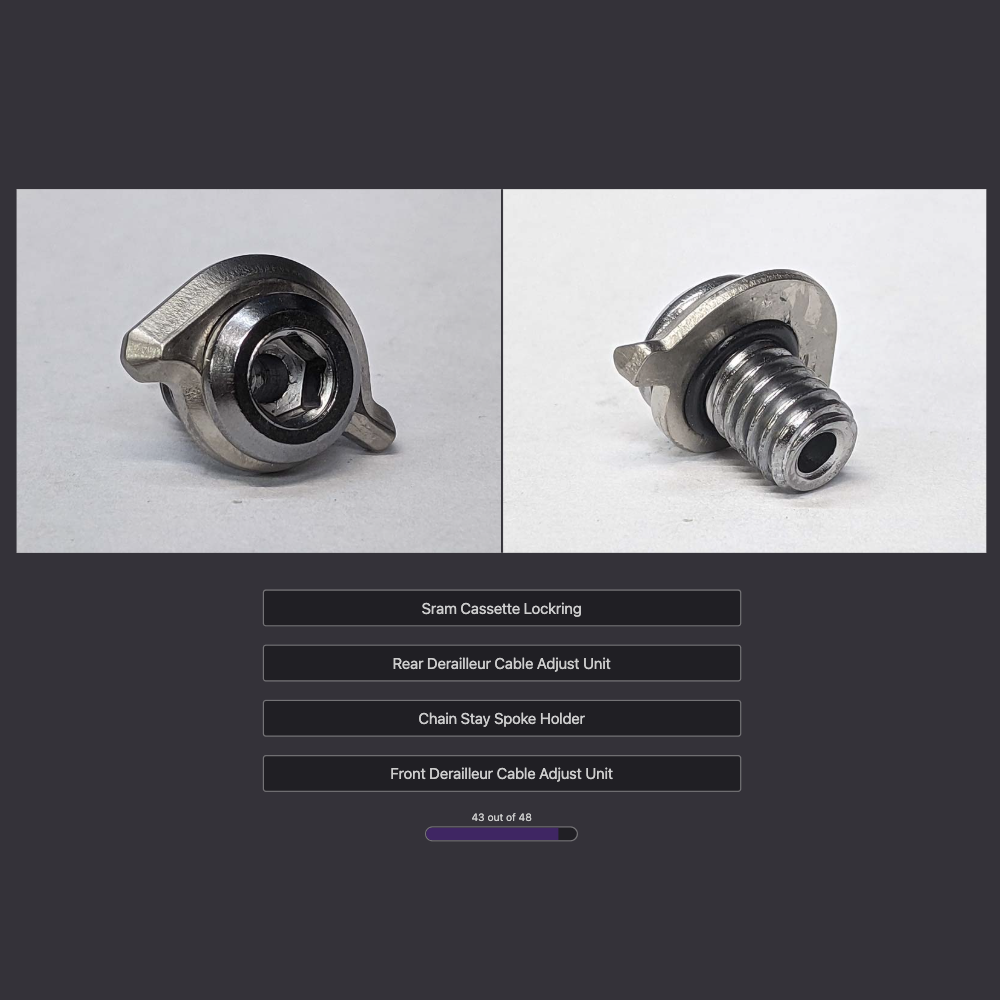 Sram Cassette Lockring
Rear Derailleur Cable Adjust Unit
Chain Stay Spoke Holder
Front Derailleur Cable Adjust Unit
43 out of 48